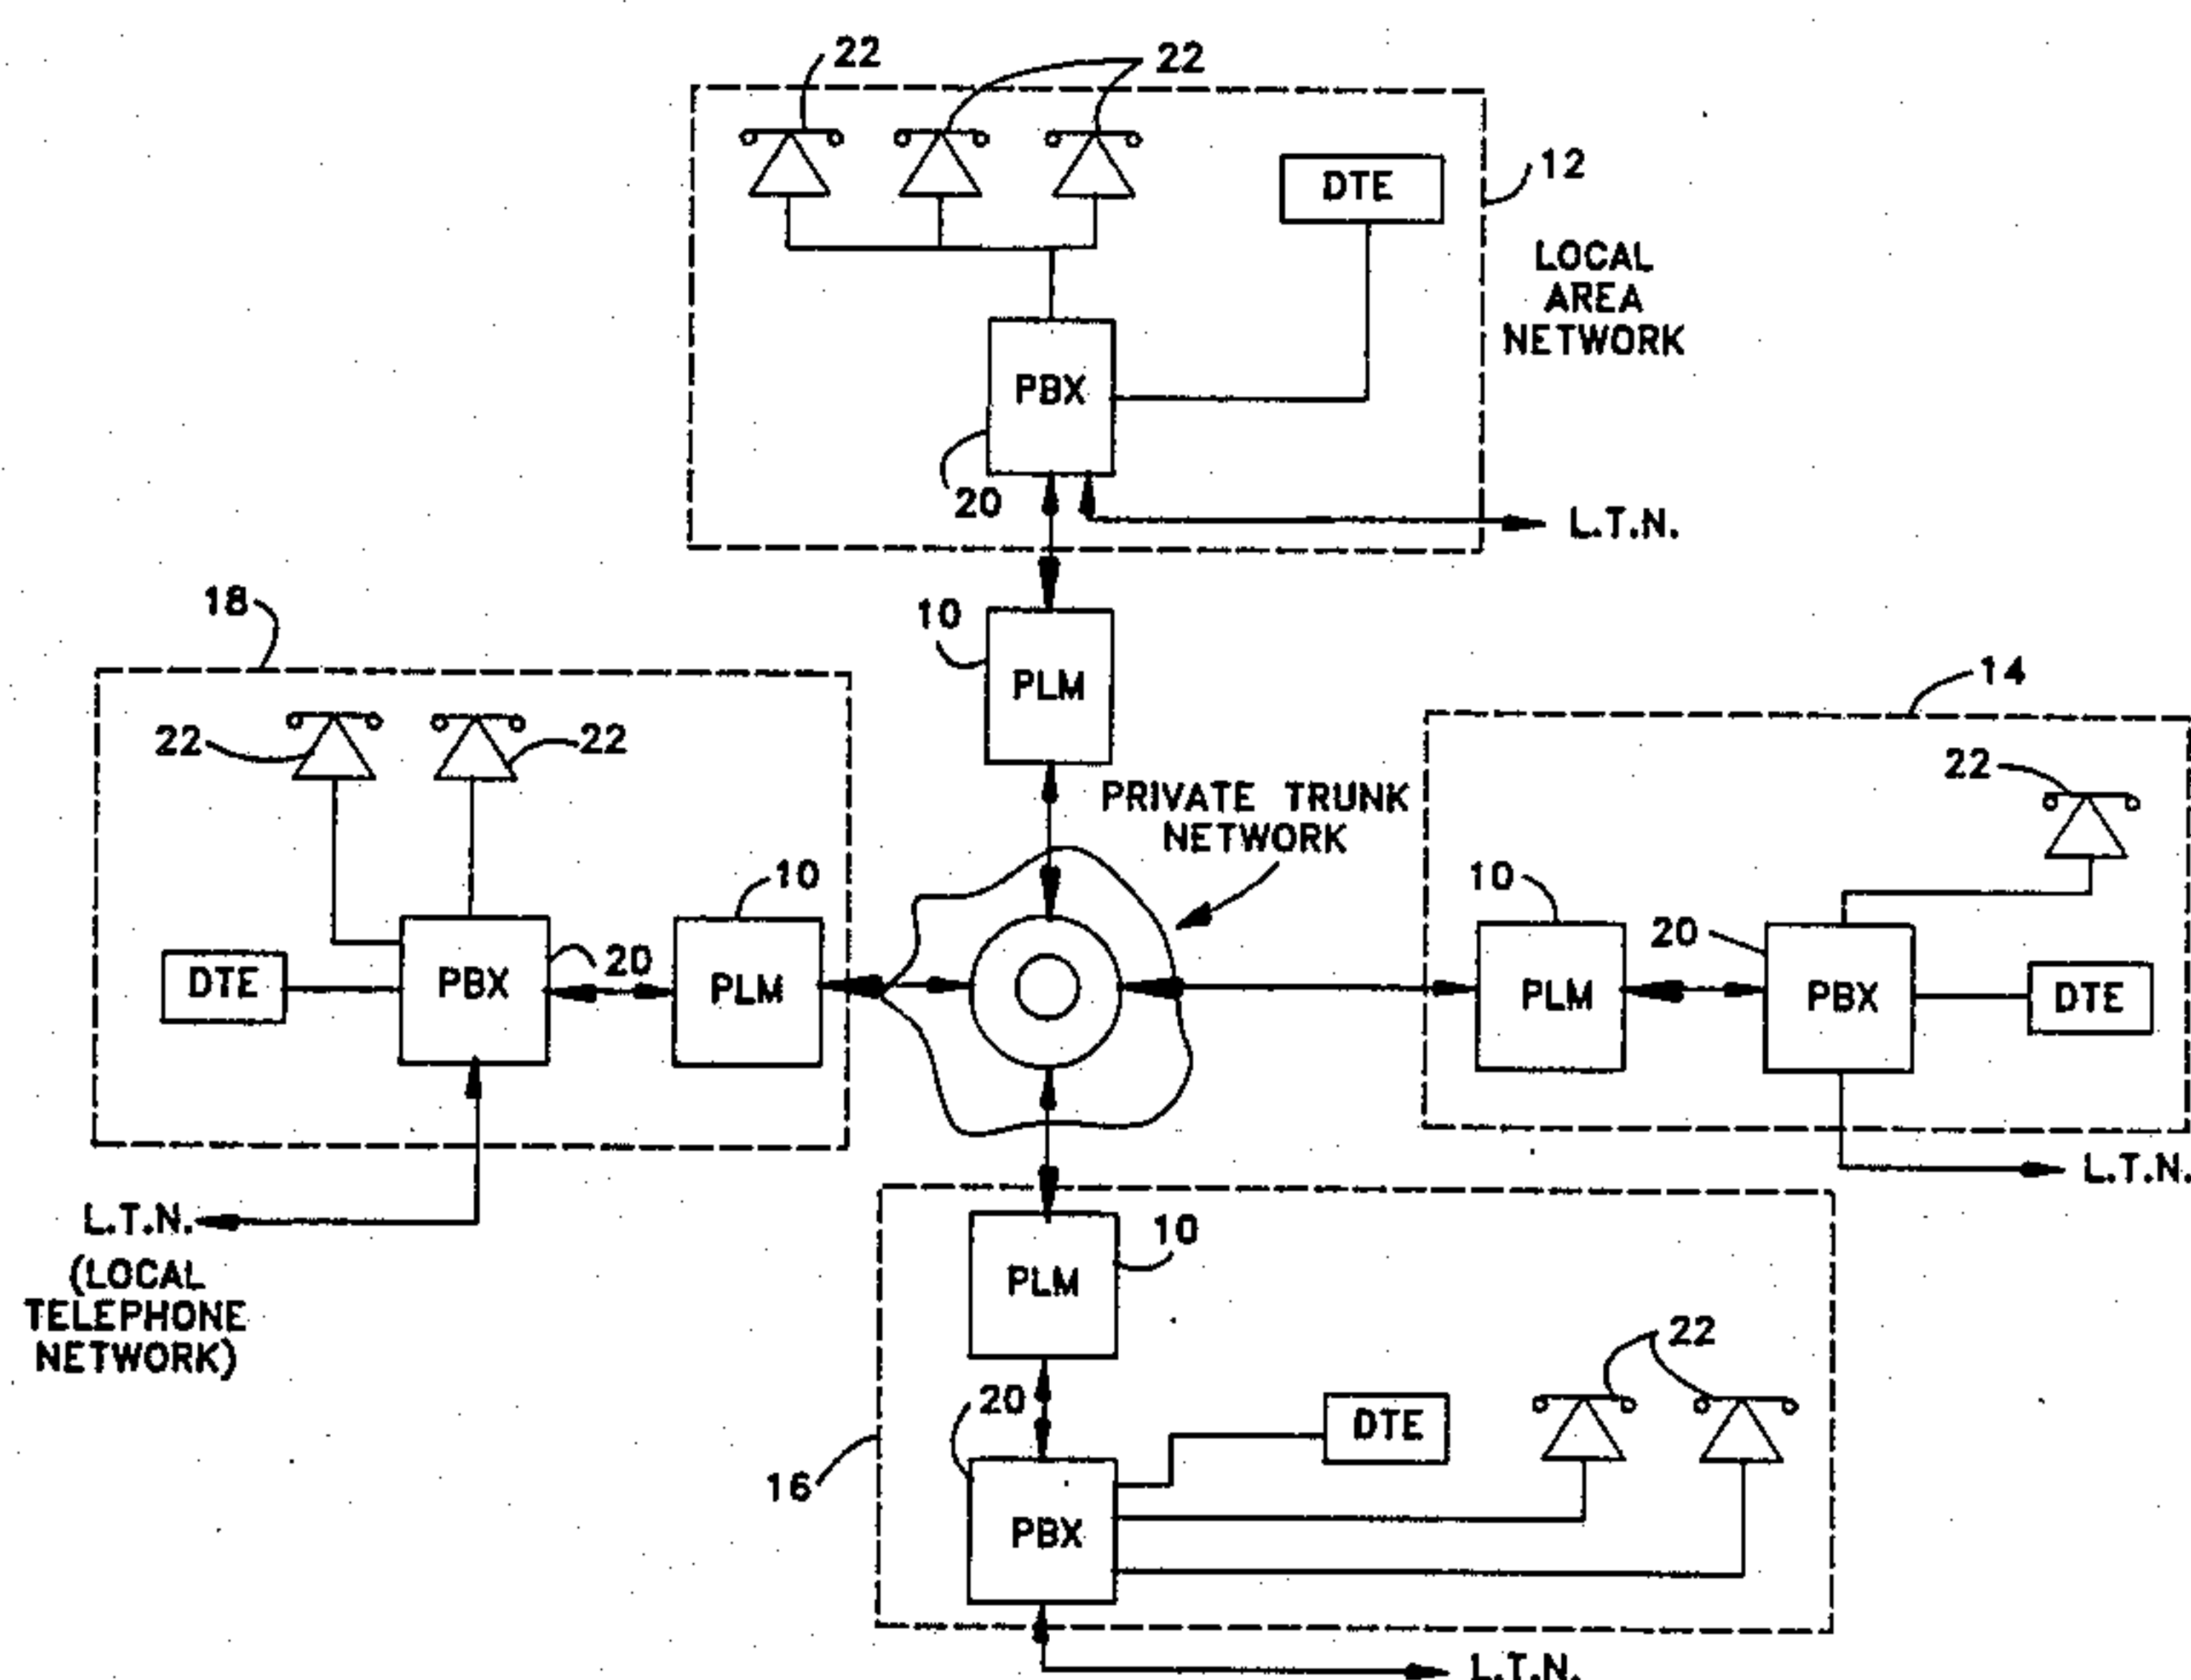 22
22
DTE
12
LOCAL
AREA
NETWORK
PBX
20
L.T.N.
10
PLM
18
22
22
10
DTE
PBX
20
PLM
PRIVATE TRUNK
NETWORK
14
22
10
20
PLM
PBX
DTE
L.T.N.
L.T.N.
(LOCAL
TELEPHONE
NETWORK)
10
PLM
22
20
DTE
16
PBX
L.T.N.